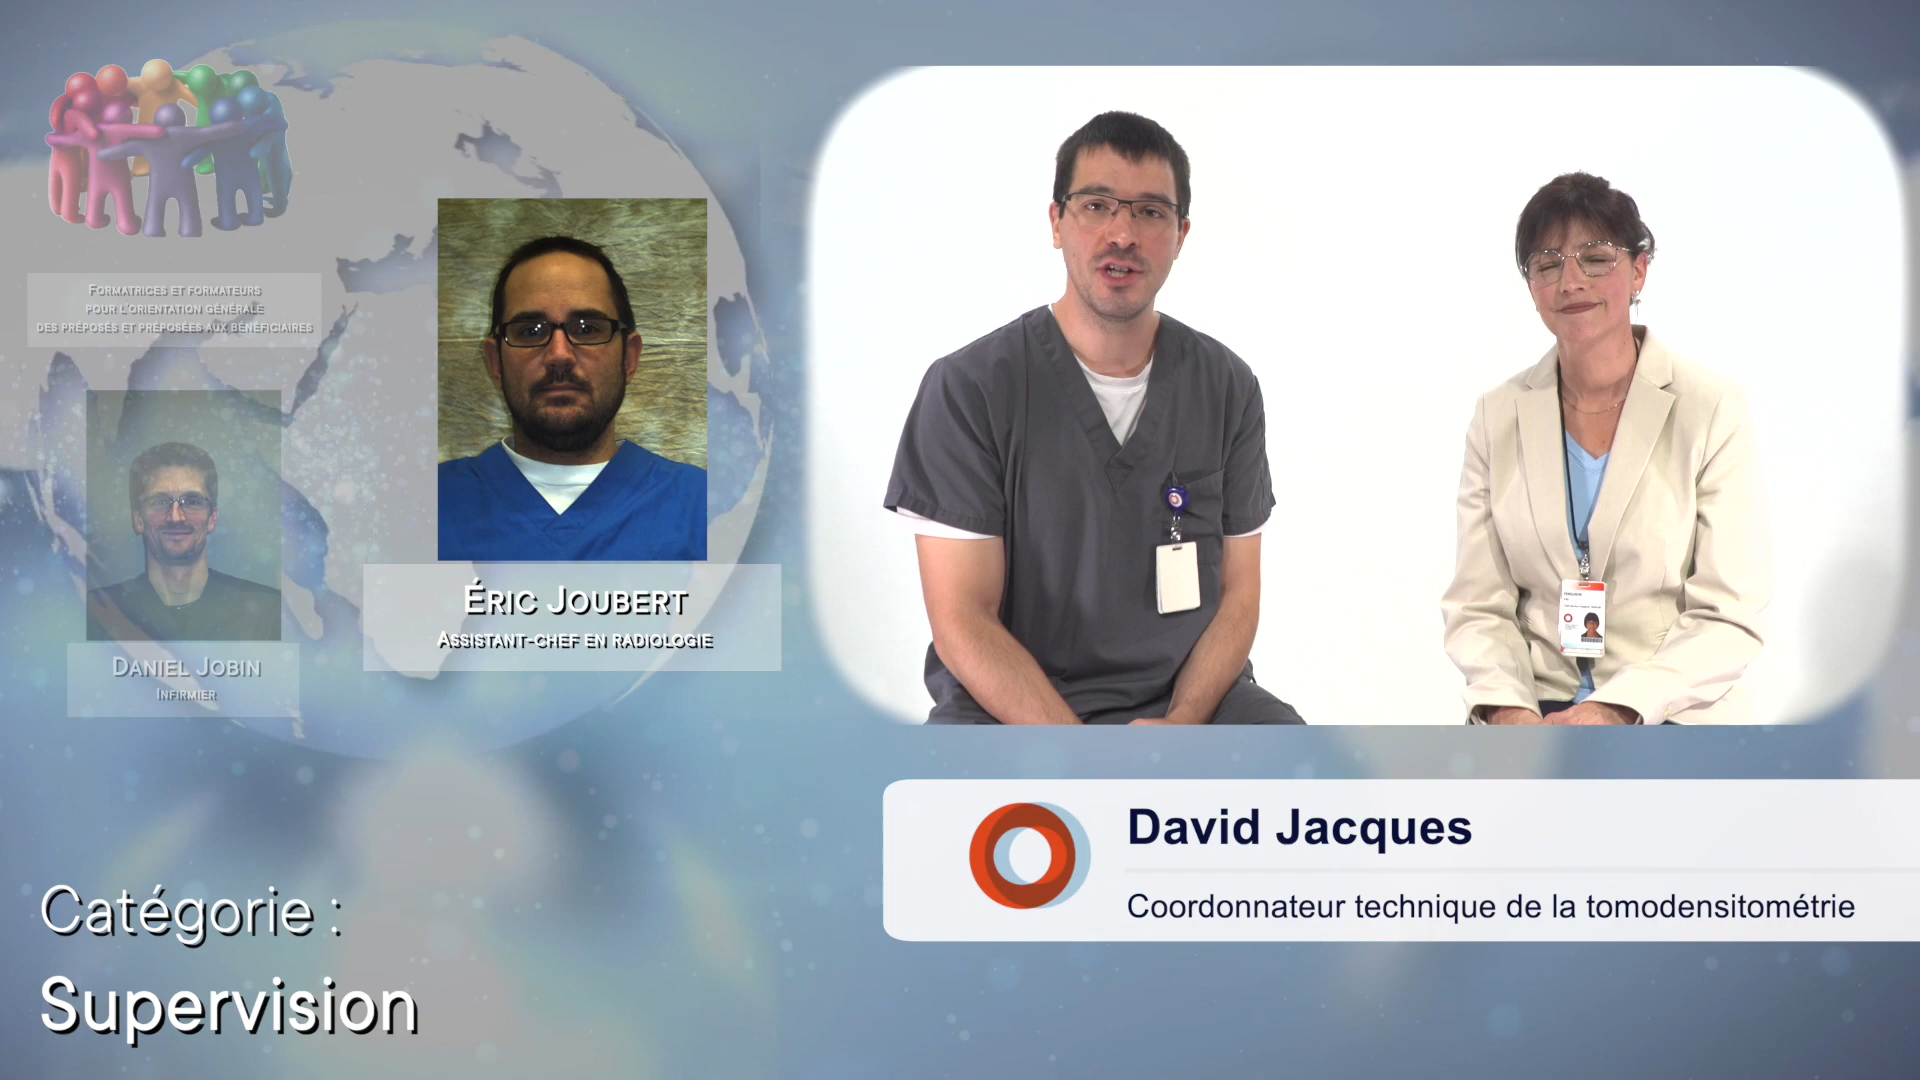 Formatrices et formateurs
pour l'orientation générale
des préposés et préposées aux bénéficiaires
Daniel Jobin
Infirmier
Éric Joubert
Assistant-chef en radiologie
David Jacques
Coordonnateur technique de la tomodensitométrie
Catégorie :
Supervision